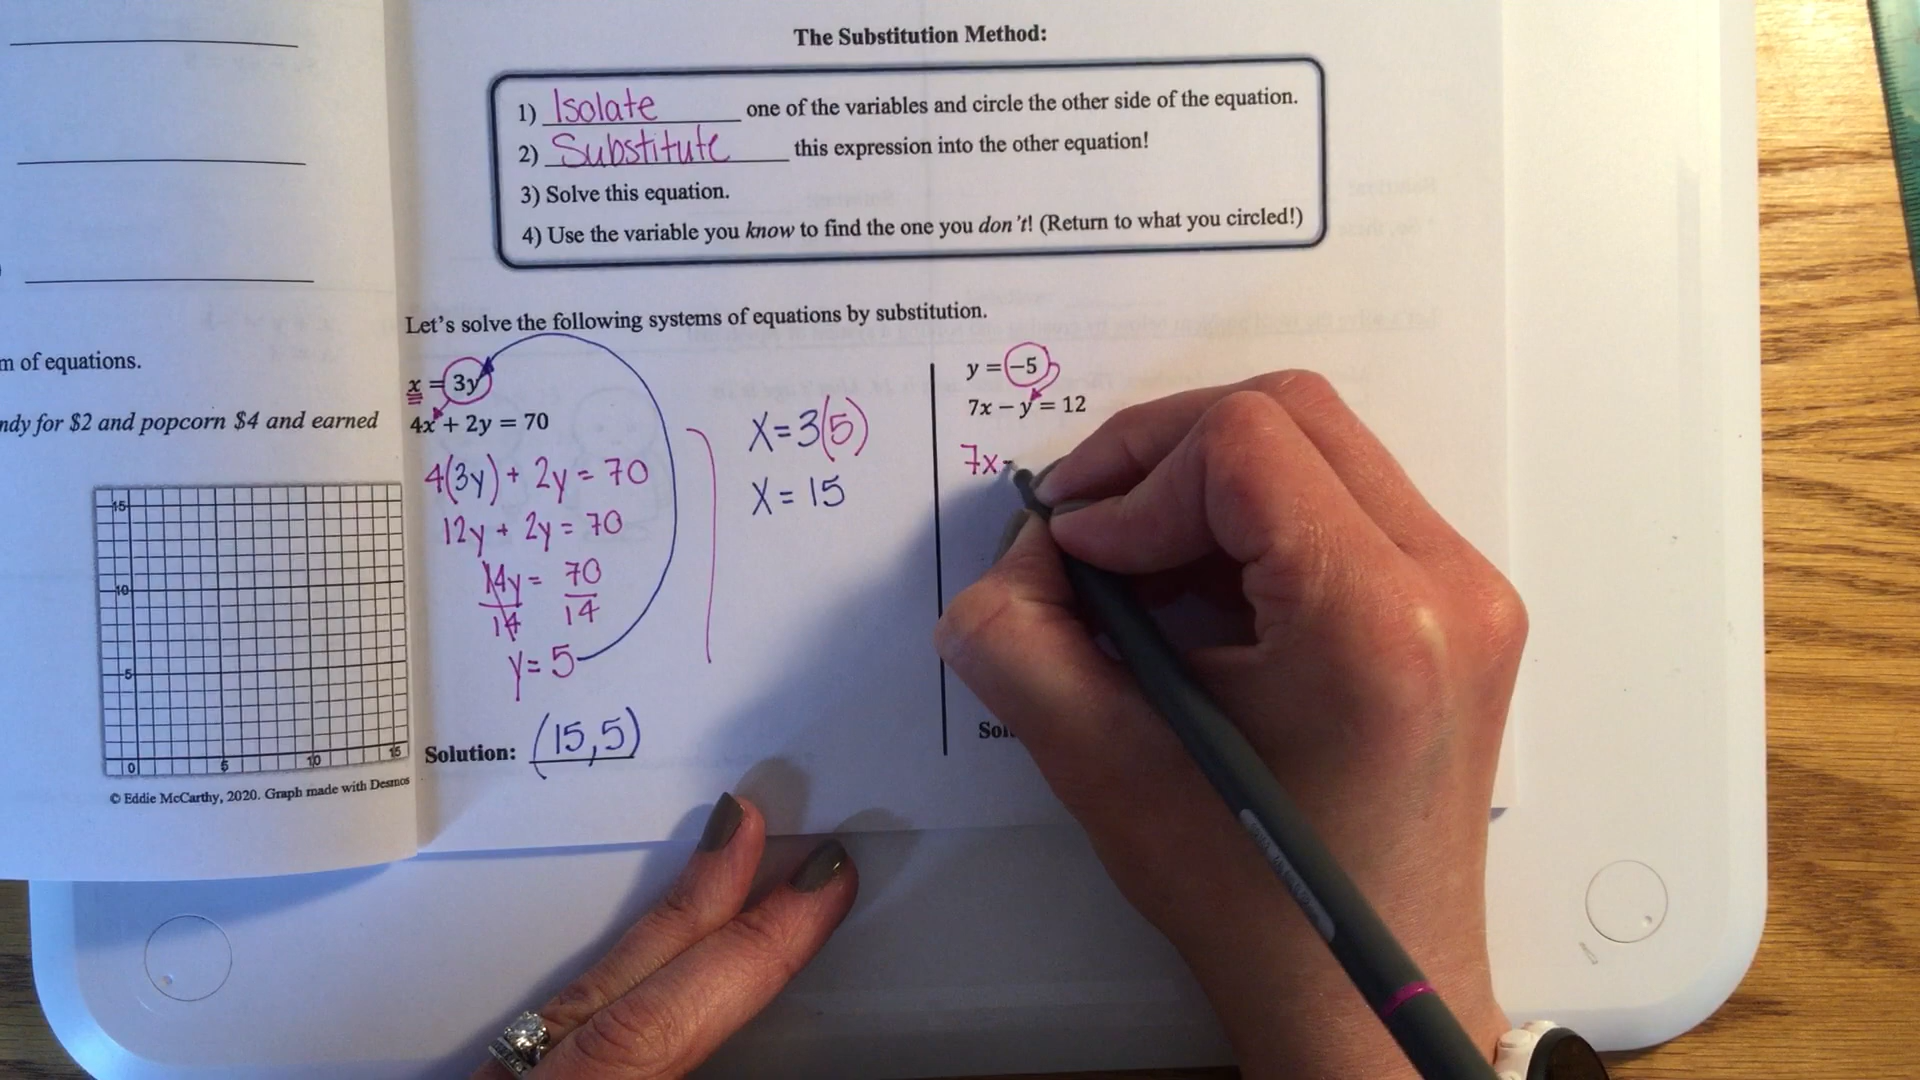 The Substitution Method:
1) Isolate one of the variables and circle the other side of the equation.
2) Substitute this expression into the other equation!
3) Solve this equation.
4) Use the variable you know to find the one you don't! (Return to what you circled!)
m of equations.
ndy for $2 and popcorn $4 and earned
15
10
5
0
5
10
15
© Eddie McCarthy, 2020. Graph made with Desmos
Let's solve the following systems of equations by substitution.
x = 3y
4x + 2y = 70
4(3y) + 2y = 70
12y + 2y = 70
14y = 70
14 14
y = 5
Solution: (15,5)
X = 3(5)
X = 15
y = -5
7x - y = 12
7x -